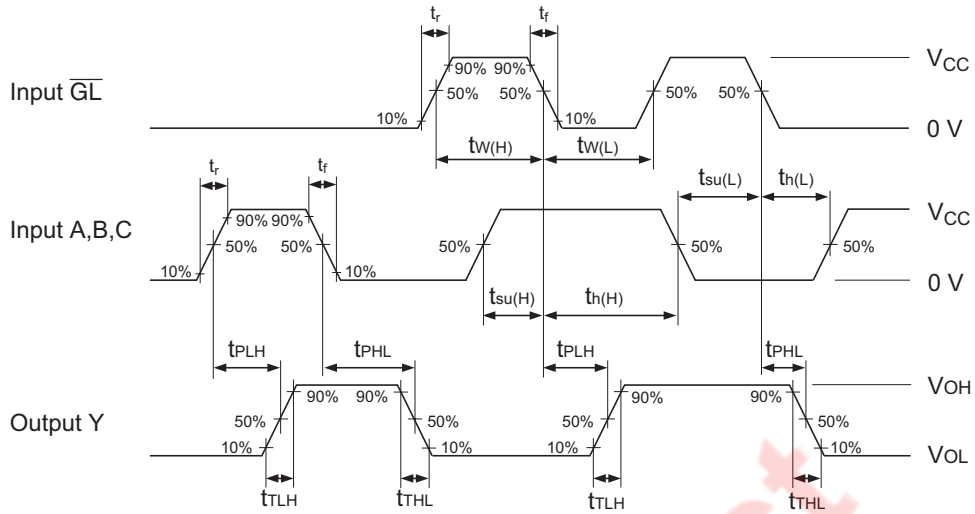 tr tf
Input GL
10% 50% 90% 90% 50% 10% 50% 50%
VCC
0 V
tW(H) tW(L)
tsu(L) th(L)
tr tf
Input A,B,C
10% 50% 90% 90% 50% 10% 50% 50% 50%
VCC
0 V
tsu(H) th(H)
tPLH tPHL tPLH tPHL
Output Y
10% 50% 90% 90% 50% 10% 10% 50% 90% 90% 50% 10%
VOH
VOL
tTLH tTHL tTLH tTHL